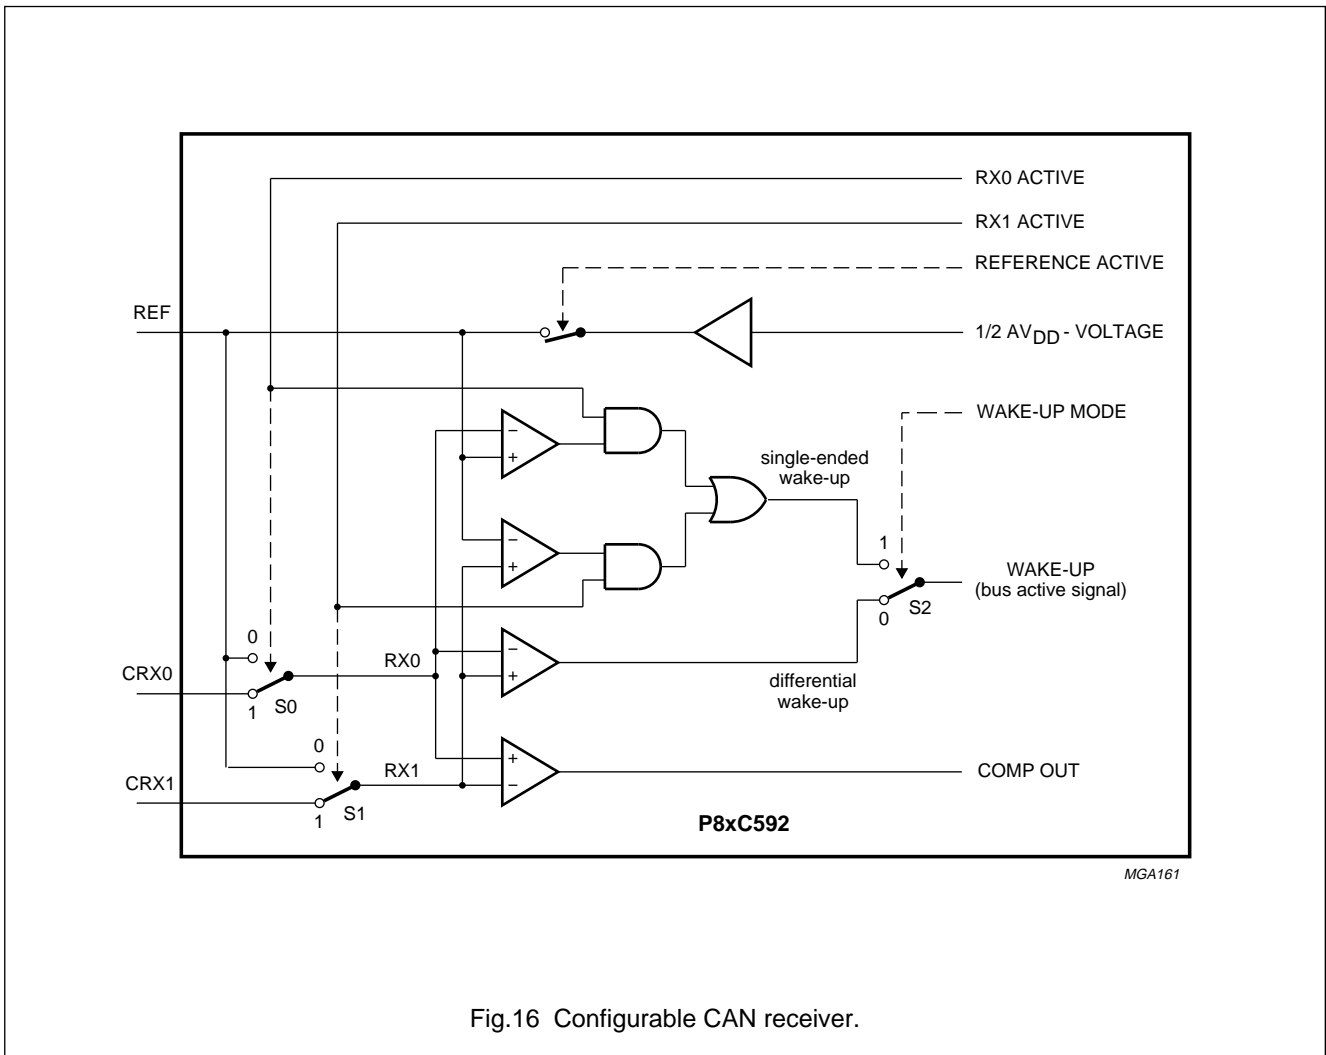 RX0 ACTIVE
RX1 ACTIVE
REFERENCE ACTIVE
REF
1/2 AVDD - VOLTAGE
WAKE-UP MODE
−
+
single-ended
wake-up
−
+
1
WAKE-UP
(bus active signal)
S2
0
0
RX0
−
+
CRX0
S0
1
differential
wake-up
0
RX1
+
−
COMP OUT
CRX1
S1
1
P8xC592
MGA161
Fig.16 Configurable CAN receiver.